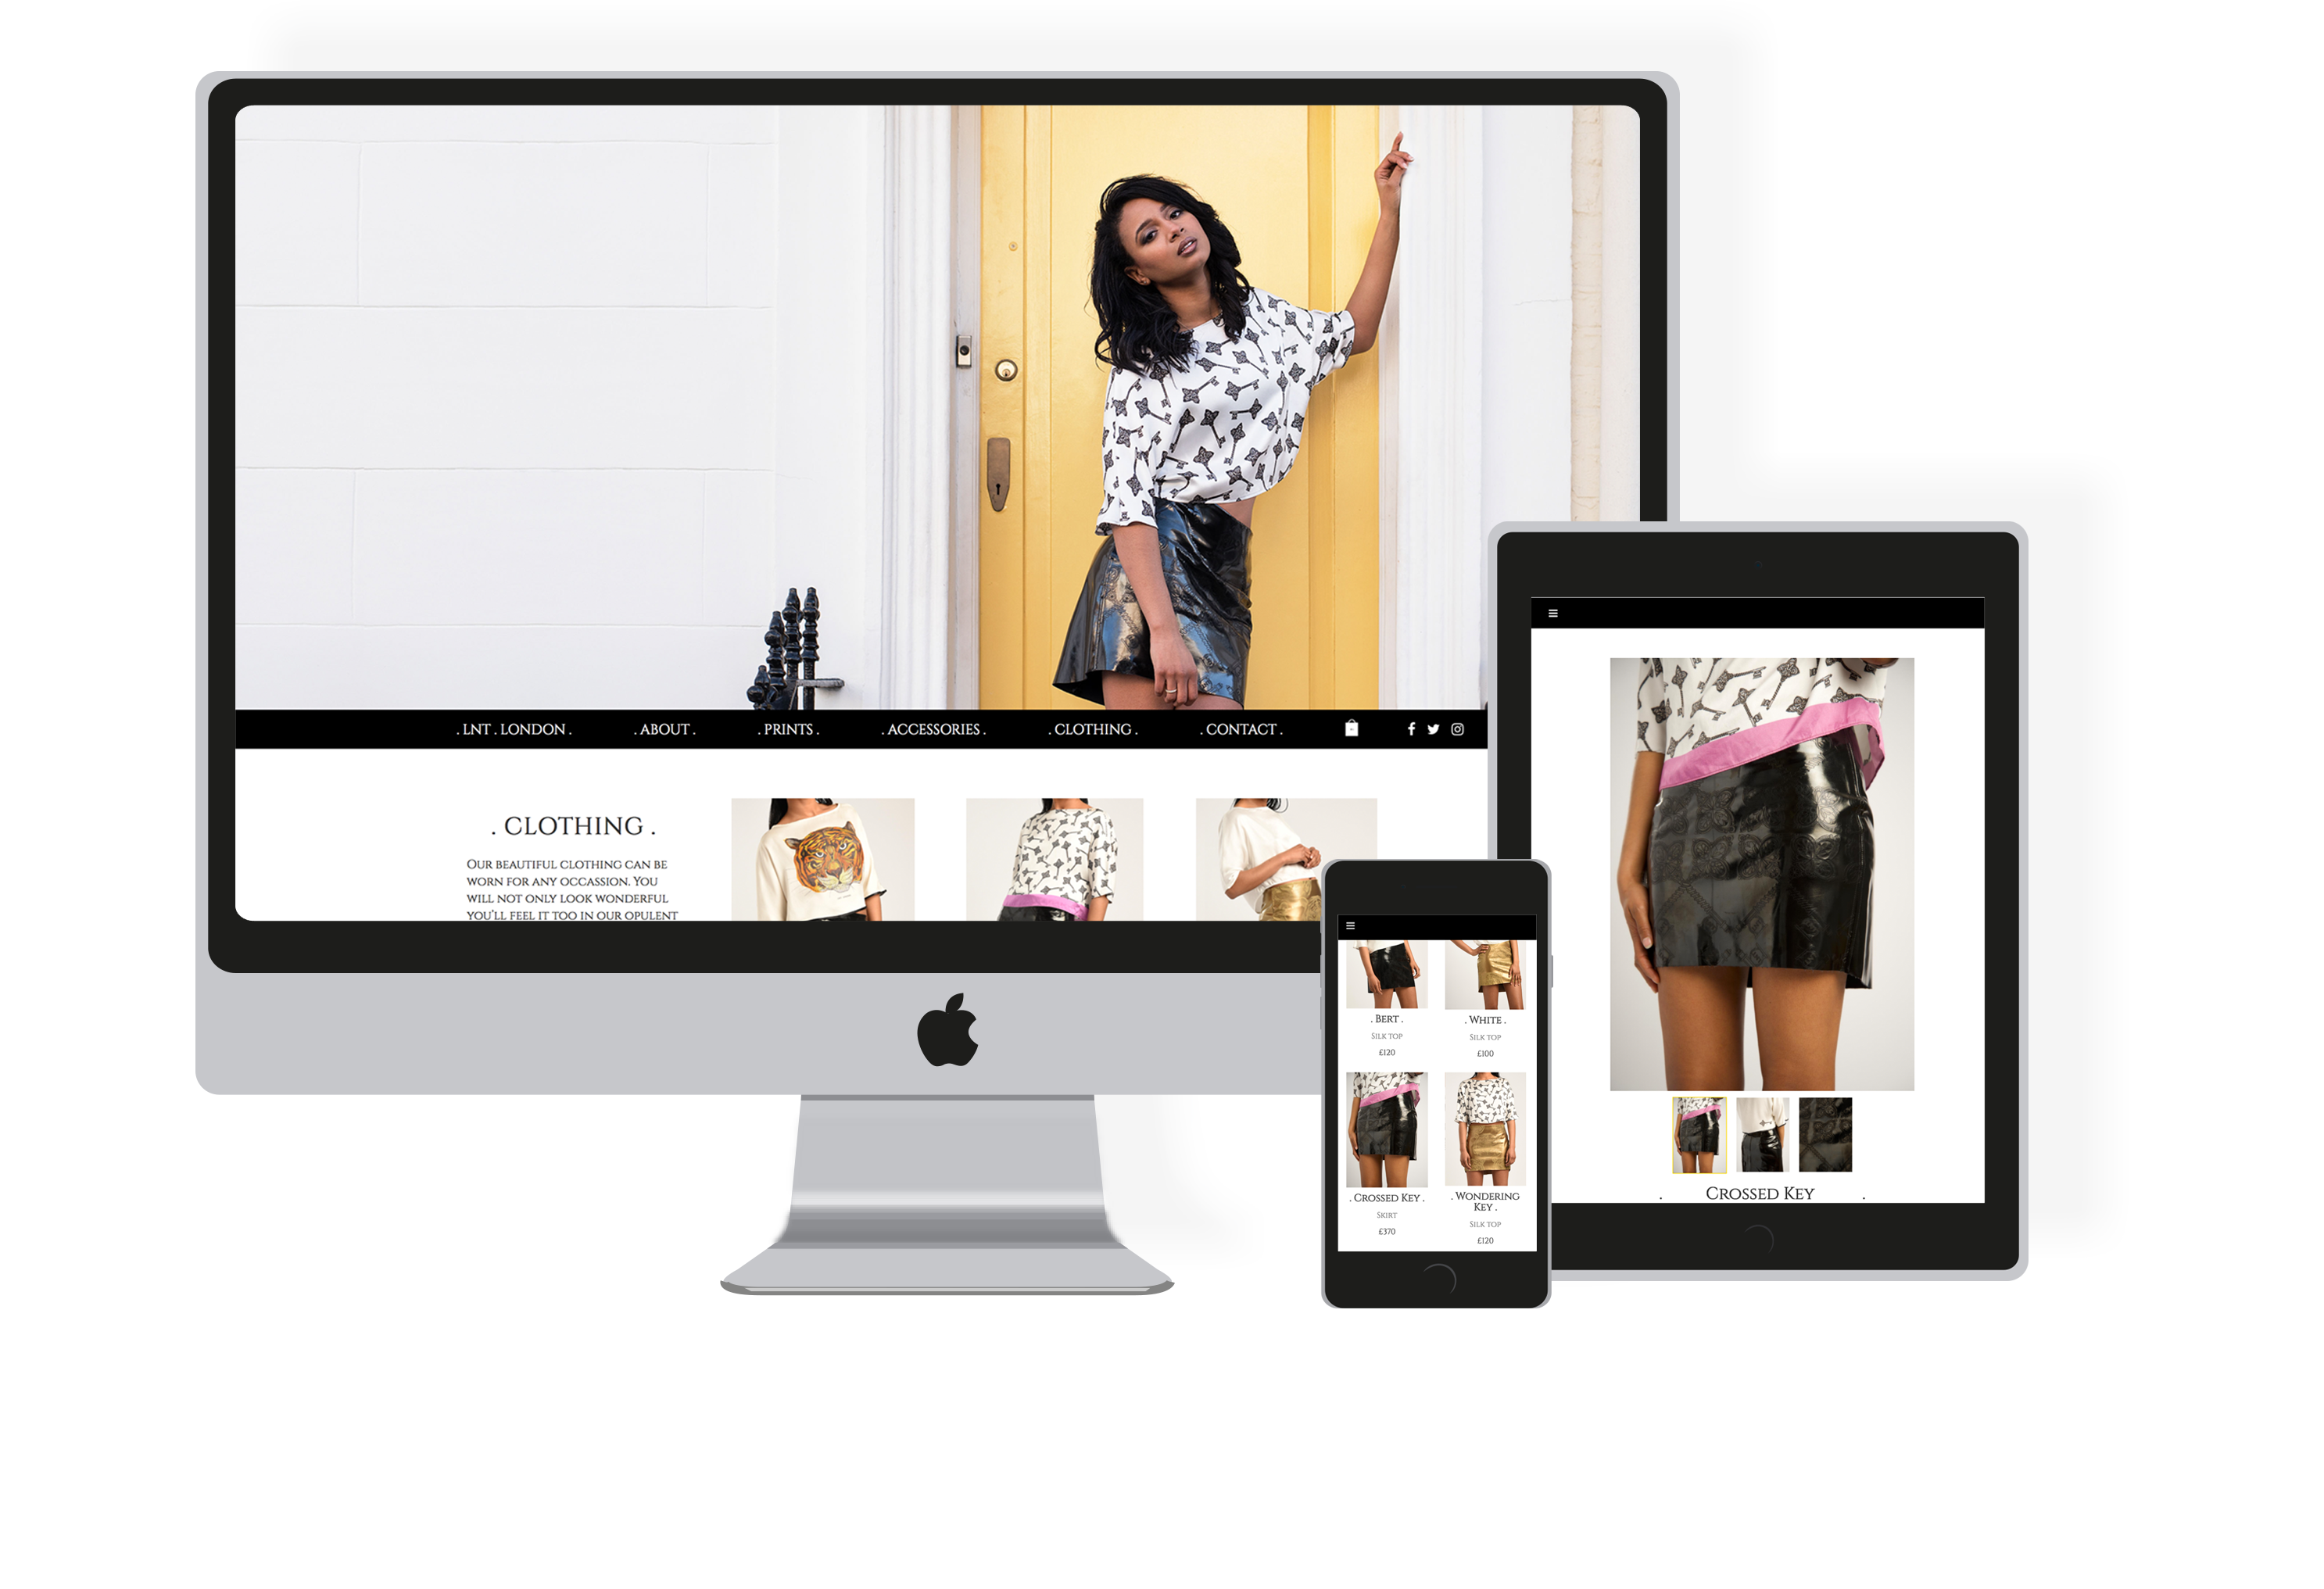 . LNT . LONDON .
. ABOUT .
. PRINTS .
. ACCESSORIES .
. CLOTHING .
. CONTACT .
. CLOTHING .
OUR BEAUTIFUL CLOTHING CAN BE
WORN FOR ANY OCCASSION. YOU
WILL NOT ONLY LOOK WONDERFUL
YOU'LL FEEL IT TOO IN OUR OPULENT
. BERT .
SILK TOP
£120
. WHITE .
SILK TOP
£100
. CROSSED KEY .
SKIRT
£370
. WONDERING
KEY .
SILK TOP
£120
. CROSSED KEY .